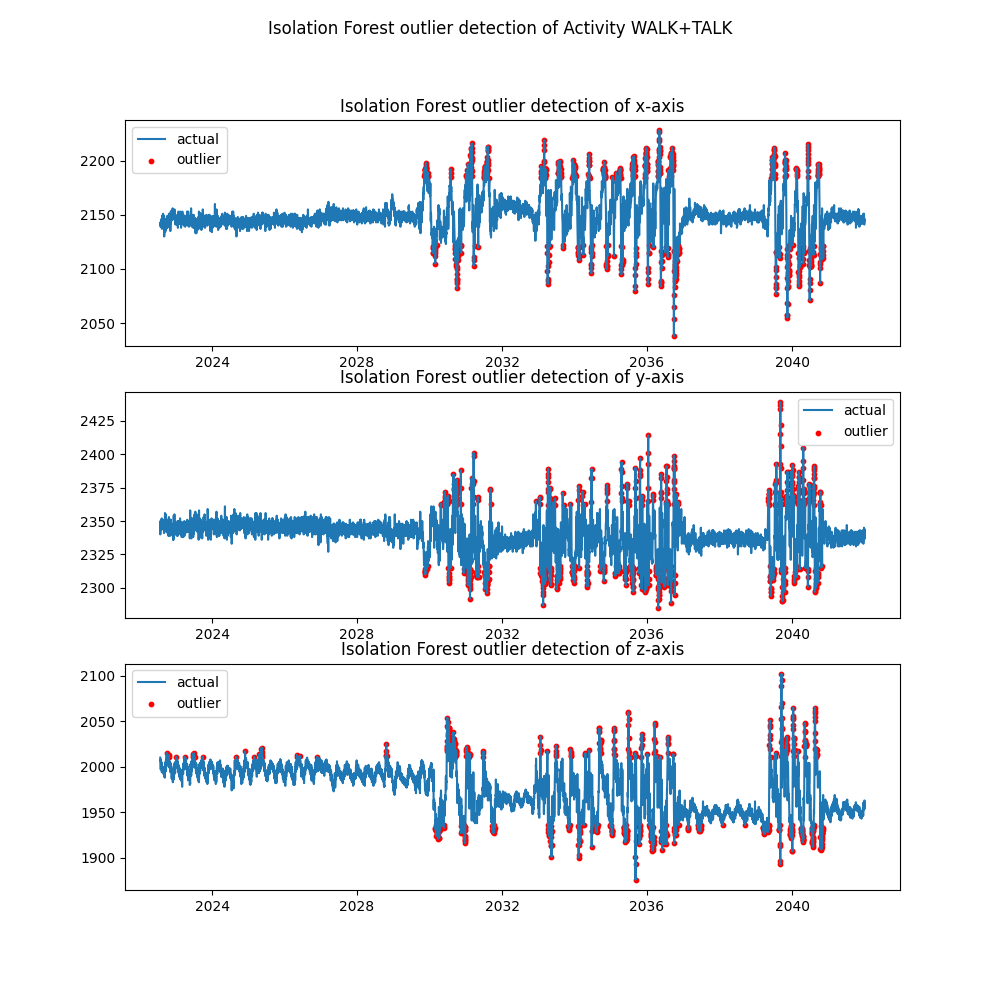 Isolation Forest outlier detection of Activity WALK+TALK
Isolation Forest outlier detection of x-axis
actual
outlier
2200
2150
2100
2050
2024 2028 2032 2036 2040
Isolation Forest outlier detection of y-axis
actual
outlier
2425
2400
2375
2350
2325
2300
2024 2028 2032 2036 2040
Isolation Forest outlier detection of z-axis
actual
outlier
2100
2050
2000
1950
1900
2024 2028 2032 2036 2040